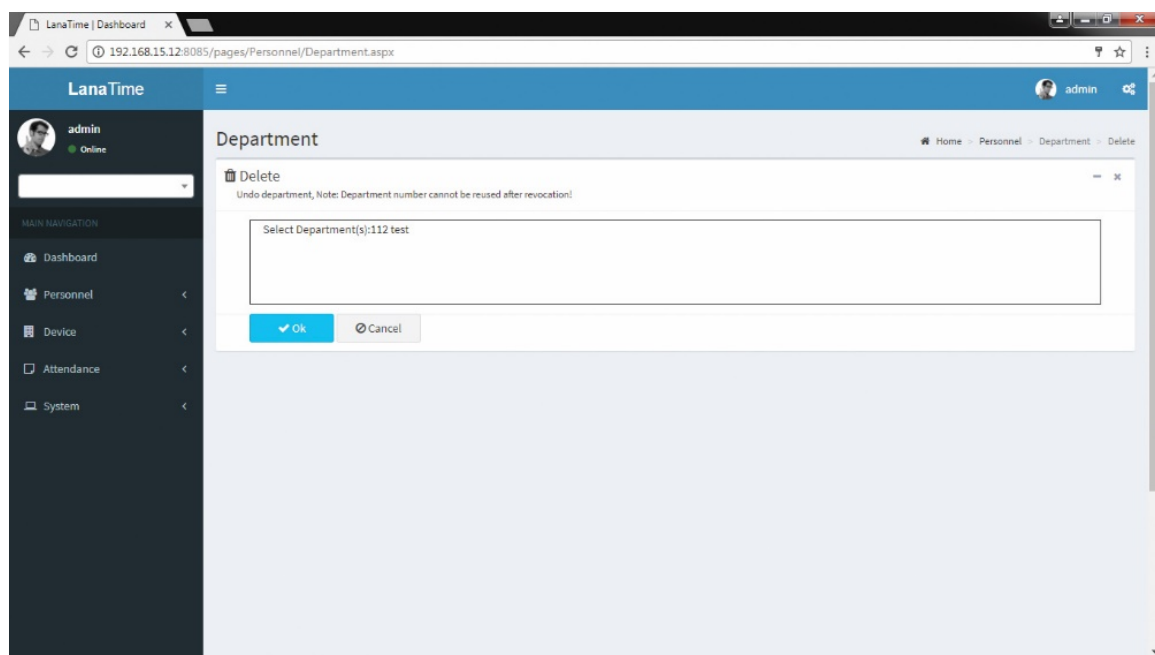 LanaTime | Dashboard
192.168.15.12:8085/pages/Personnel/Department.aspx
LanaTime
admin
admin
Online
Department
Home > Personnel > Department > Delete
Delete
Undo department, Note: Department number cannot be reused after revocation!
MAIN NAVIGATION
Select Department(s):112 test
Dashboard
Personnel
Device
Ok
Cancel
Attendance
System